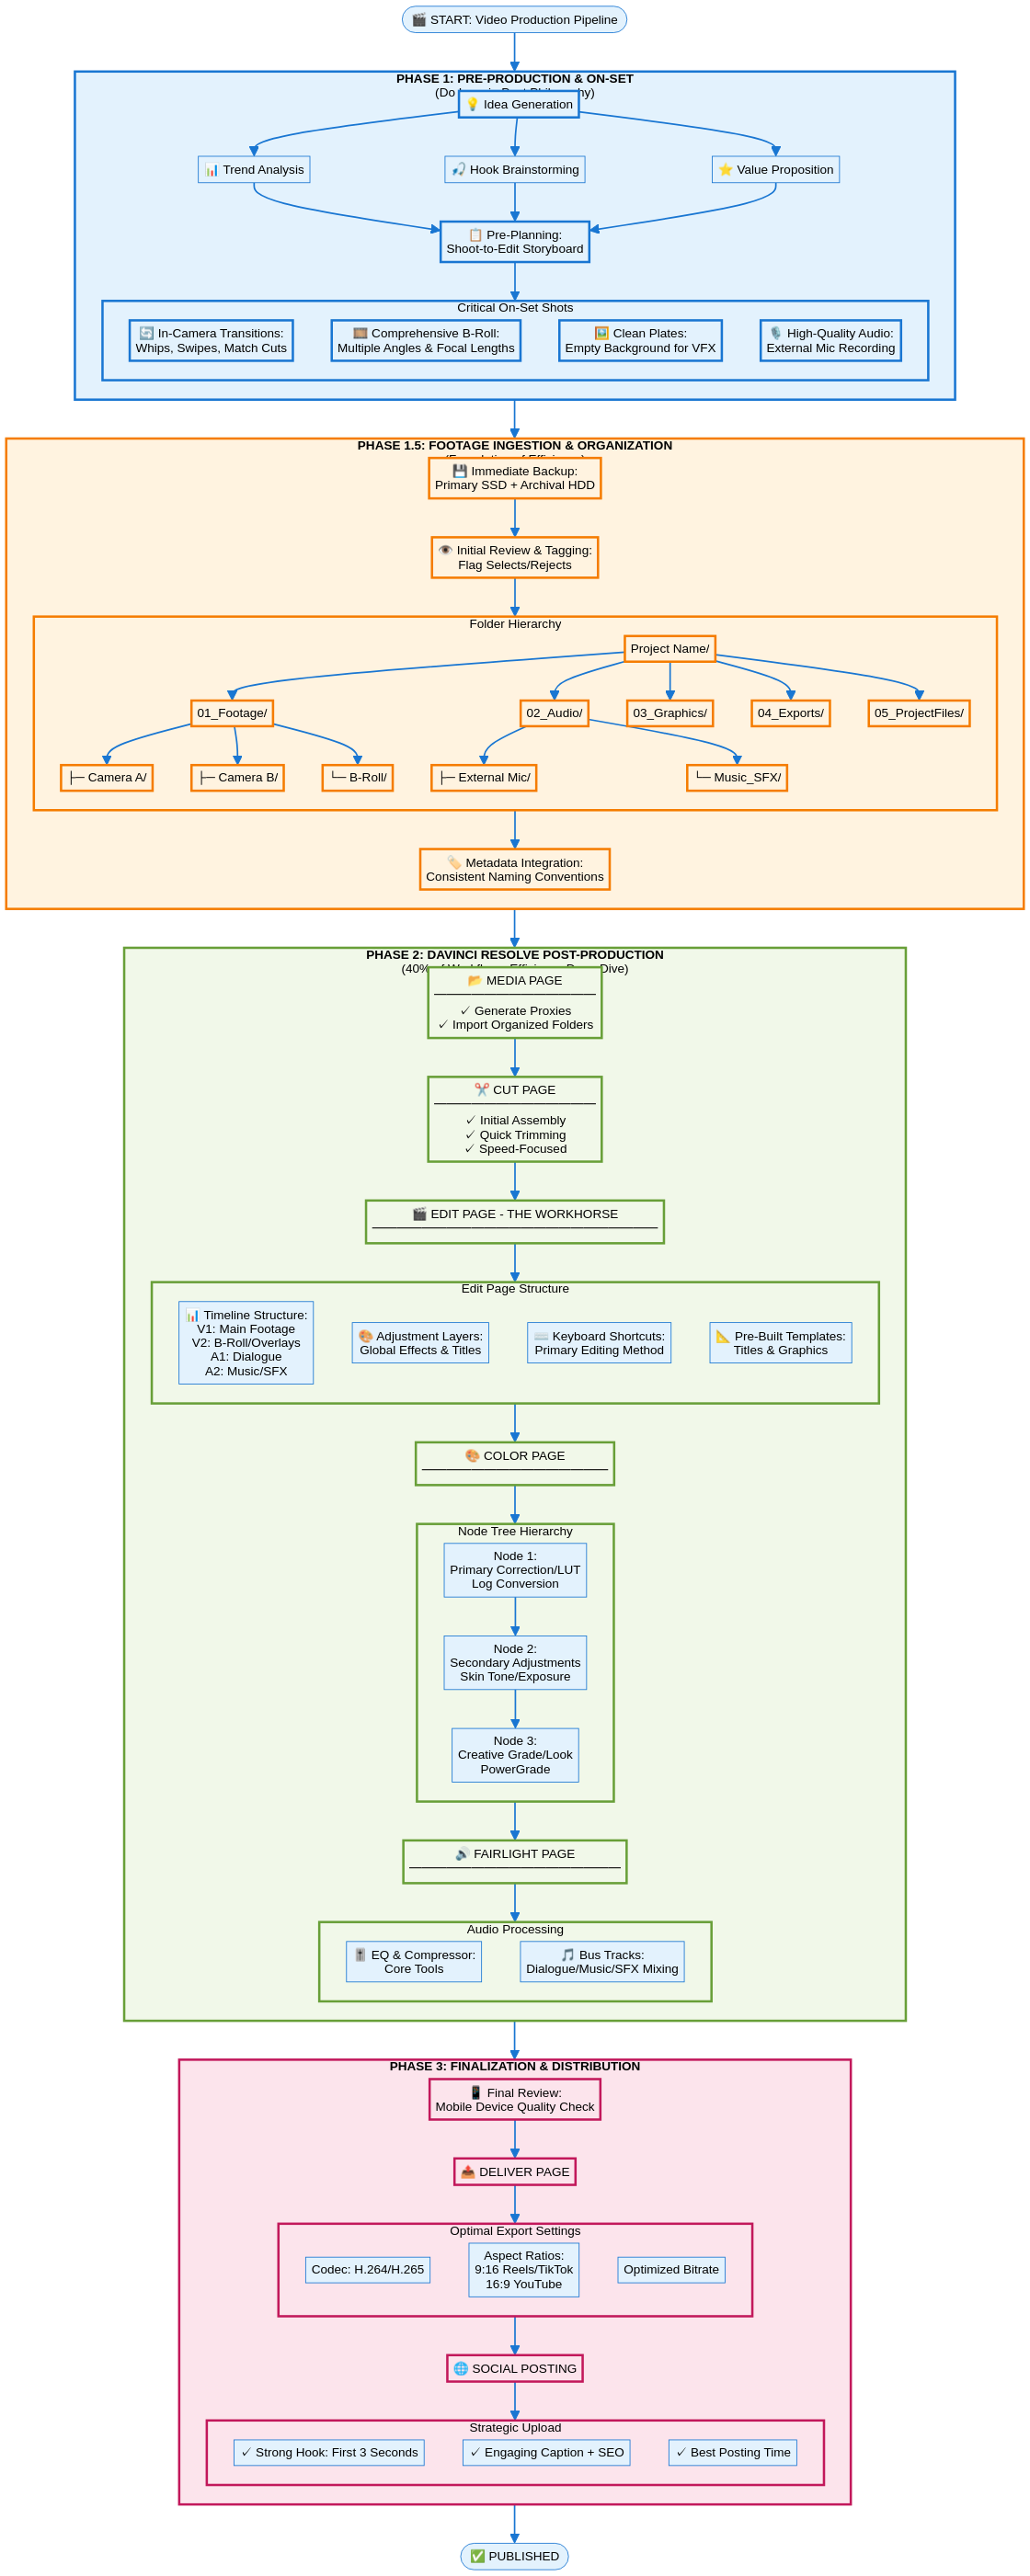 🎬 START: Video Production Pipeline
PHASE 1: PRE-PRODUCTION & ON-SET
(Do
hy)
💡 Idea Generation
📊 Trend Analysis
🎣 Hook Brainstorming
⭐ Value Proposition
📋 Pre-Planning:
Shoot-to-Edit Storyboard
Critical On-Set Shots
🔄 In-Camera Transitions:
Whips, Swipes, Match Cuts
🎞️ Comprehensive B-Roll:
Multiple Angles & Focal Lengths
🖼️ Clean Plates:
Empty Background for VFX
🎙️ High-Quality Audio:
External Mic Recording
PHASE 1.5: FOOTAGE INGESTION & ORGANIZATION
💾 Immediate Backup:
Primary SSD + Archival HDD
👁️ Initial Review & Tagging:
Flag Selects/Rejects
Folder Hierarchy
Project Name/
01_Footage/
02_Audio/
03_Graphics/
04_Exports/
05_ProjectFiles/
├─ Camera A/
├─ Camera B/
└─ B-Roll/
├─ External Mic/
└─ Music_SFX/
🏷️ Metadata Integration:
Consistent Naming Conventions
PHASE 2: DAVINCI RESOLVE POST-PRODUCTION
(40% Dive)
📂 MEDIA PAGE
✓ Generate Proxies
✓ Import Organized Folders
✂️ CUT PAGE
✓ Initial Assembly
✓ Quick Trimming
✓ Speed-Focused
🎬 EDIT PAGE - THE WORKHORSE
Edit Page Structure
📊 Timeline Structure:
V1: Main Footage
V2: B-Roll/Overlays
A1: Dialogue
A2: Music/SFX
🎨 Adjustment Layers:
Global Effects & Titles
⌨️ Keyboard Shortcuts:
Primary Editing Method
📐 Pre-Built Templates:
Titles & Graphics
🎨 COLOR PAGE
Node Tree Hierarchy
Node 1:
Primary Correction/LUT
Log Conversion
Node 2:
Secondary Adjustments
Skin Tone/Exposure
Node 3:
Creative Grade/Look
PowerGrade
🔊 FAIRLIGHT PAGE
Audio Processing
🎚️ EQ & Compressor:
Core Tools
🎵 Bus Tracks:
Dialogue/Music/SFX Mixing
PHASE 3: FINALIZATION & DISTRIBUTION
📱 Final Review:
Mobile Device Quality Check
📤 DELIVER PAGE
Optimal Export Settings
Codec: H.264/H.265
Aspect Ratios:
9:16 Reels/TikTok
16:9 YouTube
Optimized Bitrate
🌐 SOCIAL POSTING
Strategic Upload
✓ Strong Hook: First 3 Seconds
✓ Engaging Caption + SEO
✓ Best Posting Time
✅ PUBLISHED